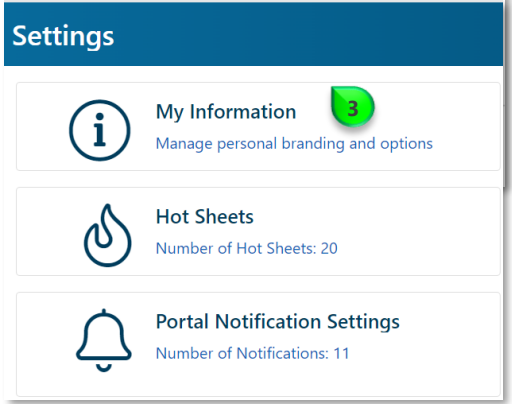 Settings
My Information 3
Manage personal branding and options
Hot Sheets
Number of Hot Sheets: 20
Portal Notification Settings
Number of Notifications: 11